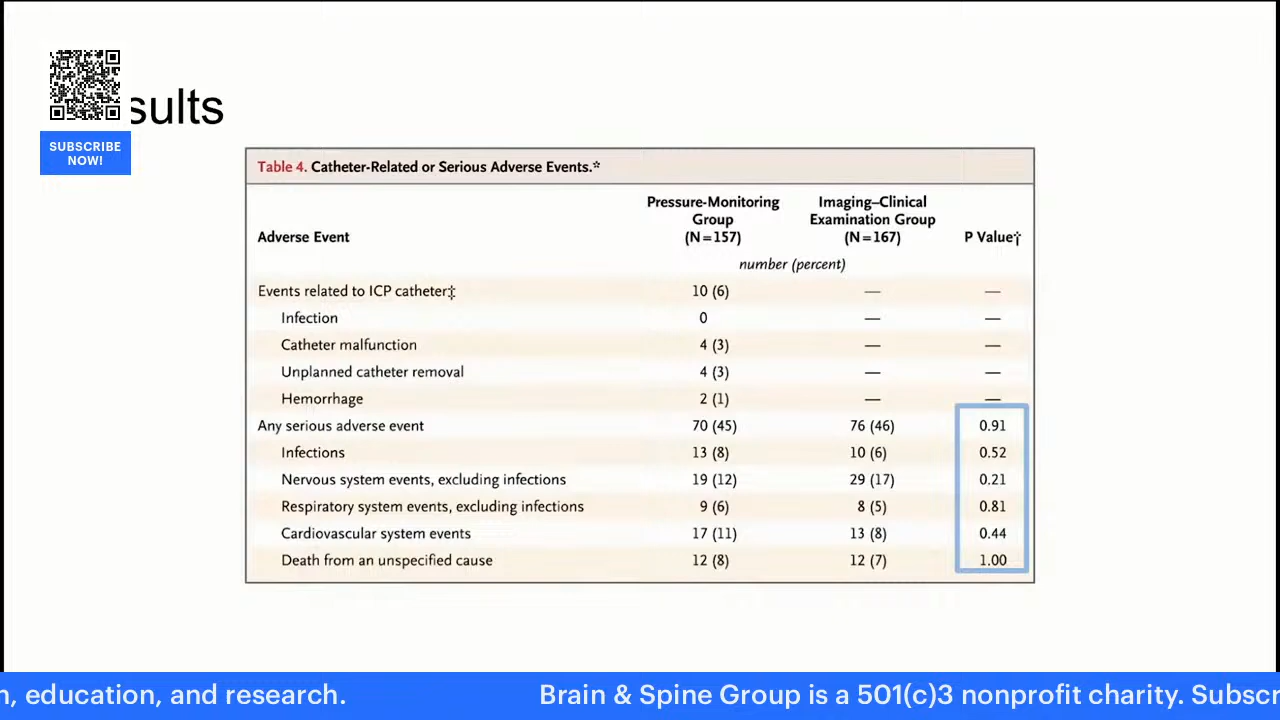 sults
SUBSCRIBE
NOW!
Table 4. Catheter-Related or Serious Adverse Events.*
Adverse Event
Pressure-Monitoring
Group
(N=157)
Imaging–Clinical
Examination Group
(N=167)
P Value†
number (percent)
Events related to ICP catheter‡ 10 (6) — —
Infection 0 — —
Catheter malfunction 4 (3) — —
Unplanned catheter removal 4 (3) — —
Hemorrhage 2 (1) — —
Any serious adverse event 70 (45) 76 (46) 0.91
Infections 13 (8) 10 (6) 0.52
Nervous system events, excluding infections 19 (12) 29 (17) 0.21
Respiratory system events, excluding infections 9 (6) 8 (5) 0.81
Cardiovascular system events 17 (11) 13 (8) 0.44
Death from an unspecified cause 12 (8) 12 (7) 1.00
, education, and research. Brain & Spine Group is a 501(c)3 nonprofit charity. Subscr